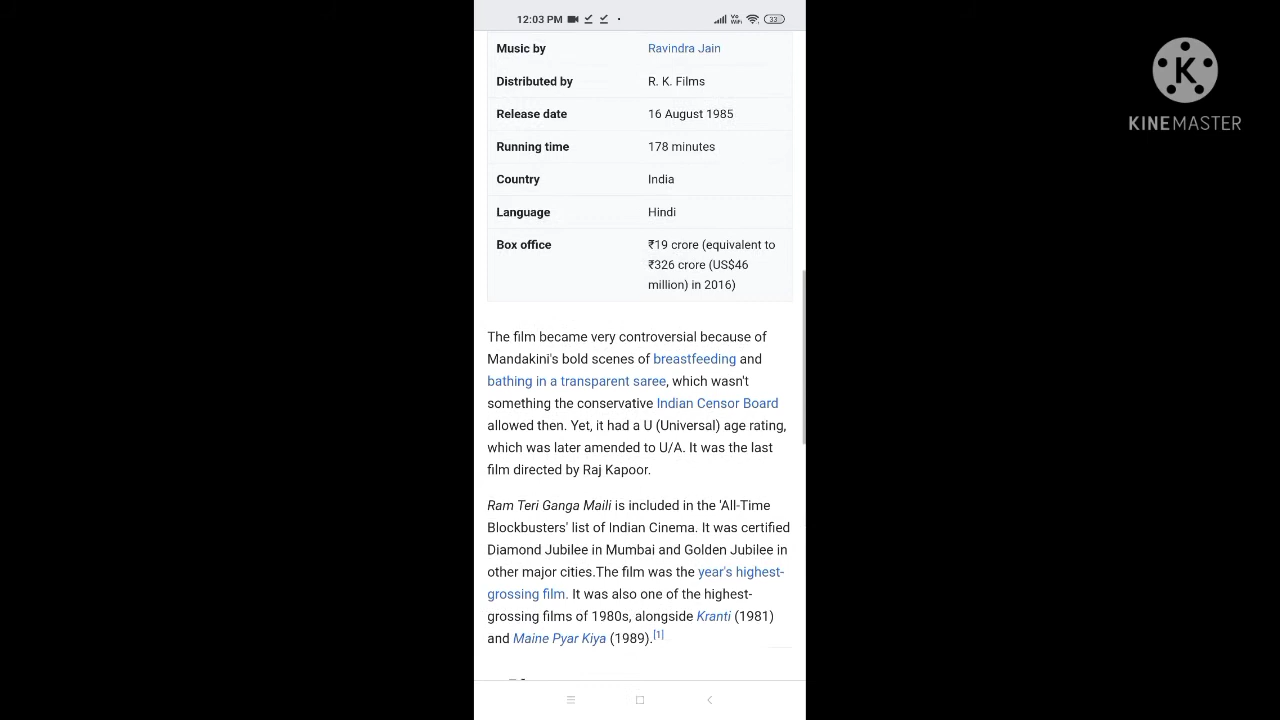 12:03 PM
Vo
WiFi
33
K
KINEMASTER
Music by Ravindra Jain
Distributed by R. K. Films
Release date 16 August 1985
Running time 178 minutes
Country India
Language Hindi
Box office ₹19 crore (equivalent to
₹326 crore (US$46
million) in 2016)
The film became very controversial because of
Mandakini's bold scenes of breastfeeding and
bathing in a transparent saree, which wasn't
something the conservative Indian Censor Board
allowed then. Yet, it had a U (Universal) age rating,
which was later amended to U/A. It was the last
film directed by Raj Kapoor.
Ram Teri Ganga Maili is included in the 'All-Time
Blockbusters' list of Indian Cinema. It was certified
Diamond Jubilee in Mumbai and Golden Jubilee in
other major cities.The film was the year's highest-
grossing film. It was also one of the highest-
grossing films of 1980s, alongside Kranti (1981)
and Maine Pyar Kiya (1989).[1]